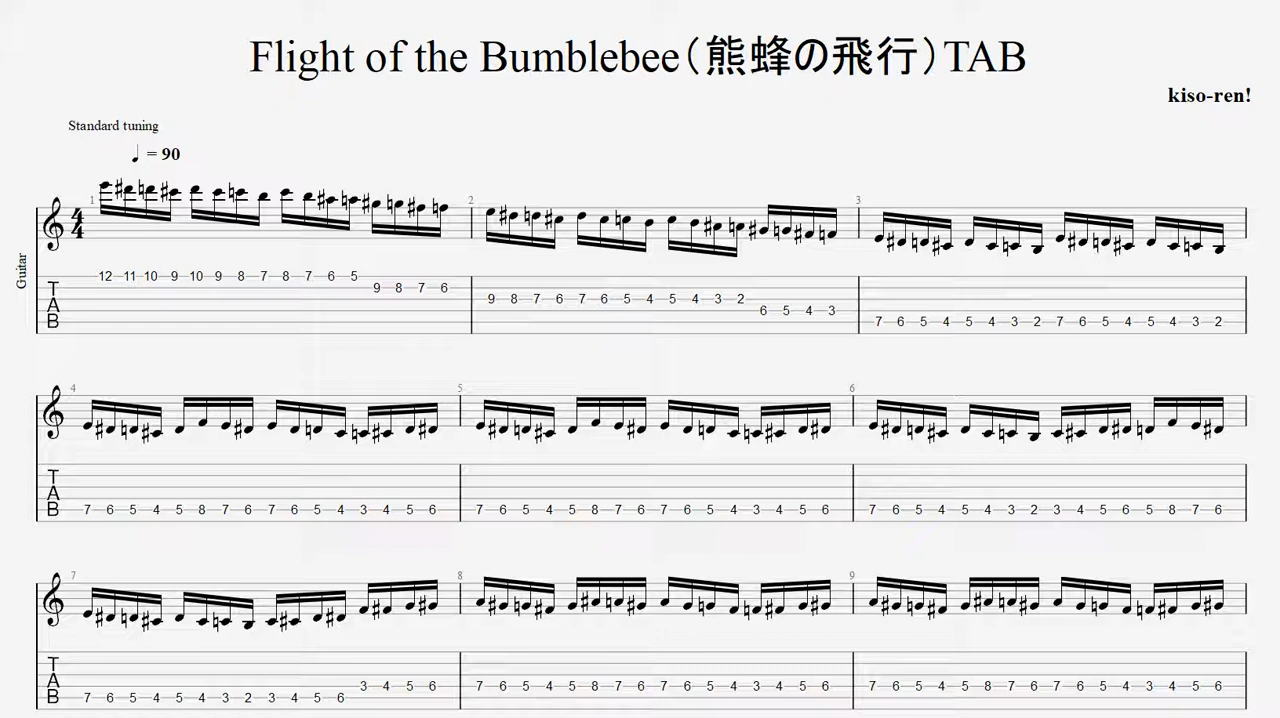 Flight of the Bumblebee（熊蜂の飛行）TAB
kiso-ren!
Standard tuning
♩ = 90
Guitar
1 2 3
4/4
T A B
12 11 10 9 10 9 8 7 8 7 6 5 9 8 7 6 9 8 7 6 7 6 5 4 5 4 3 2 6 5 4 3 7 6 5 4 5 4 3 2 7 6 5 4 5 4 3 2
4 5 6
T A B
7 6 5 4 5 8 7 6 7 6 5 4 3 4 5 6 7 6 5 4 5 8 7 6 7 6 5 4 3 4 5 6 7 6 5 4 5 4 3 2 3 4 5 6 5 8 7 6
7 8 9
T A B
7 6 5 4 5 4 3 2 3 4 5 6 3 4 5 6 7 6 5 4 5 8 7 6 7 6 5 4 3 4 5 6 7 6 5 4 5 8 7 6 7 6 5 4 3 4 5 6